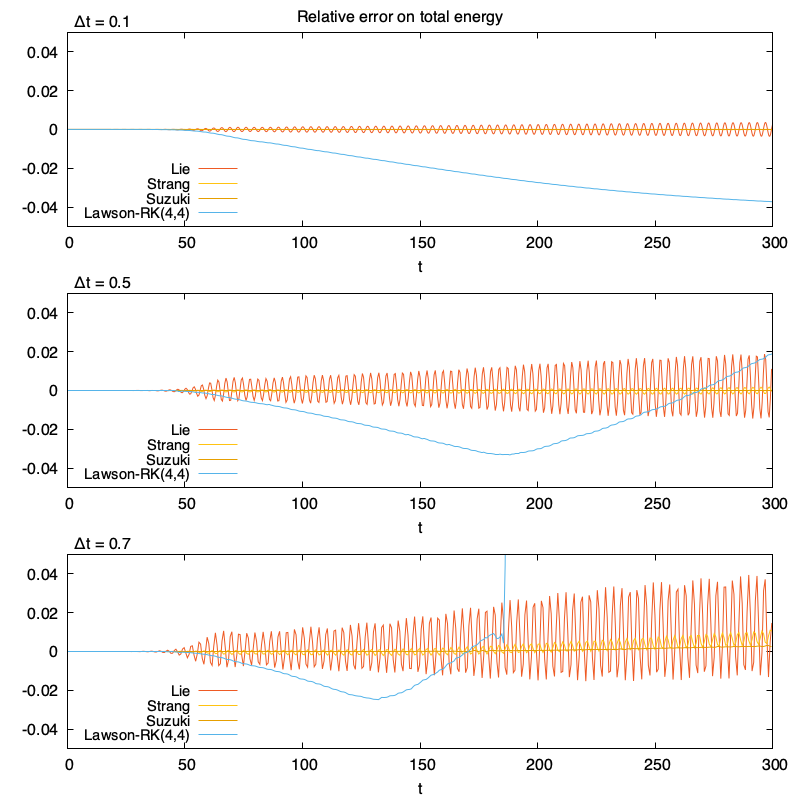 Relative error on total energy
Δt = 0.1
0.04
0.02
0
-0.02
-0.04
Lie
Strang
Suzuki
Lawson-RK(4,4)
0 50 100 150 200 250 300
t
Δt = 0.5
0.04
0.02
0
-0.02
-0.04
Lie
Strang
Suzuki
Lawson-RK(4,4)
0 50 100 150 200 250 300
t
Δt = 0.7
0.04
0.02
0
-0.02
-0.04
Lie
Strang
Suzuki
Lawson-RK(4,4)
0 50 100 150 200 250 300
t